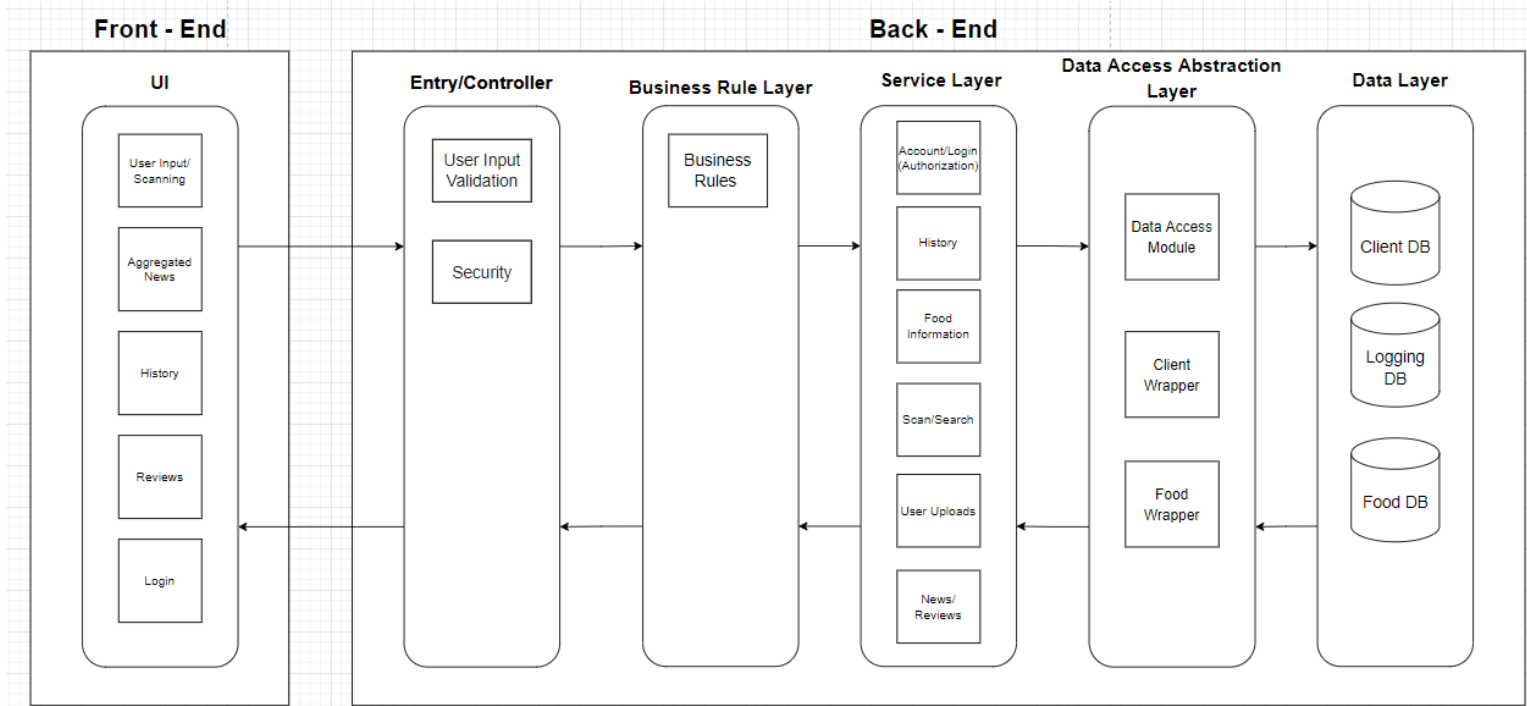 Front - End
Back - End
UI
Entry/Controller
Business Rule Layer
Service Layer
Data Access Abstraction
Layer
Data Layer
User Input/
Scanning
Aggregated
News
History
Reviews
Login
User Input
Validation
Security
Business
Rules
Account/Login
(Authorization)
History
Food
Information
Scan/Search
User Uploads
News/
Reviews
Data Access
Module
Client
Wrapper
Food
Wrapper
Client DB
Logging
DB
Food DB